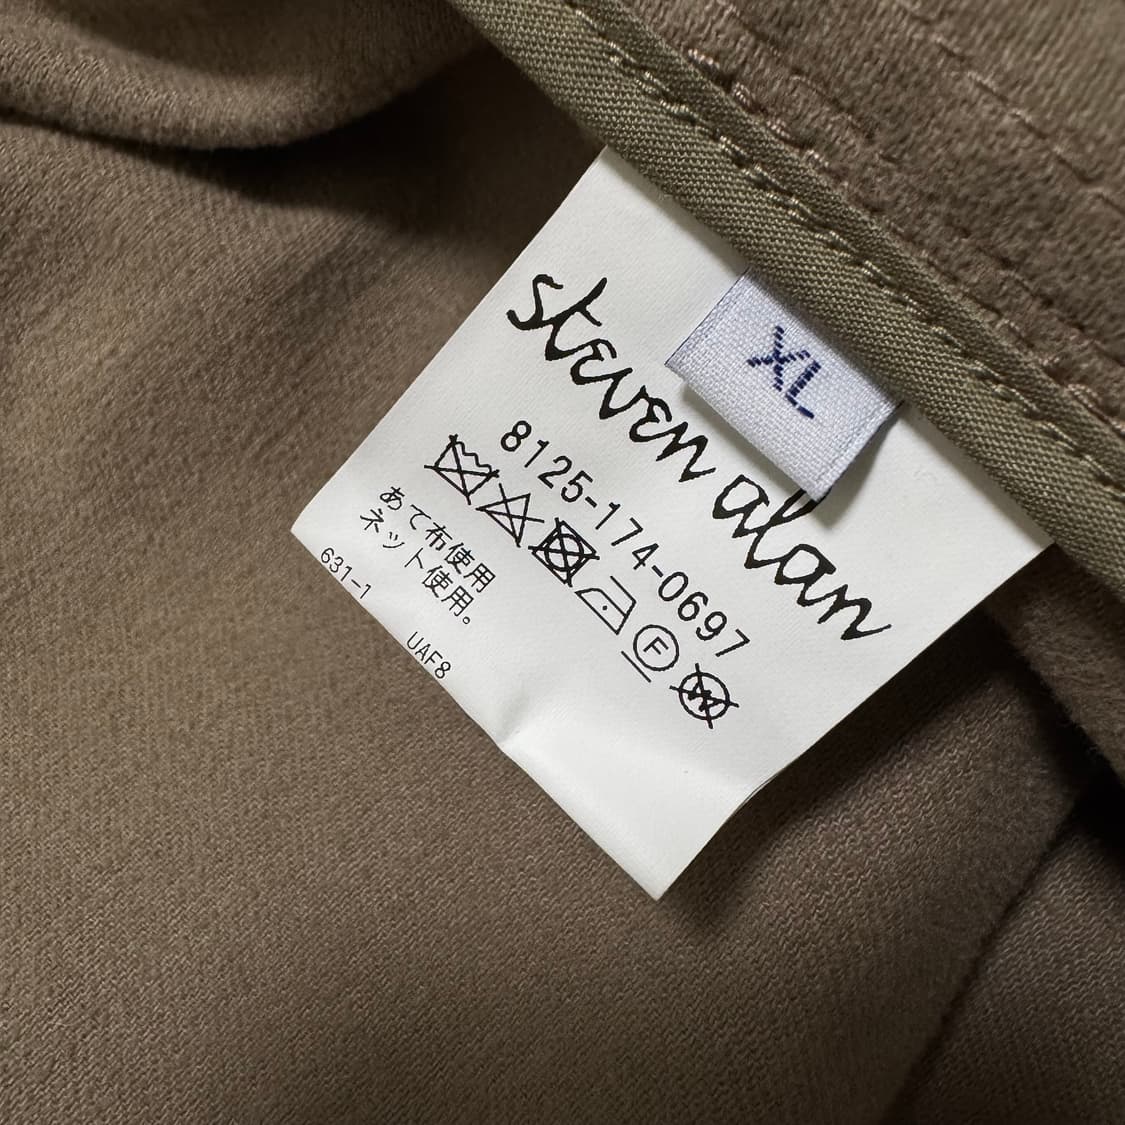 steven alan
XL
8125-174-0697
F
W
あて布使用
ネット使用。
631-1
UAF8